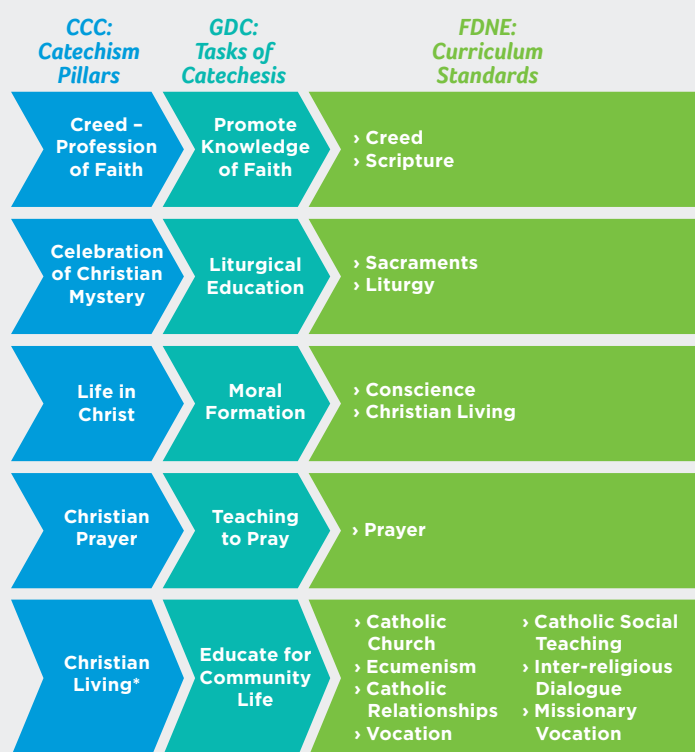 CCC:
Catechism
Pillars
GDC:
Tasks of
Catechesis
FDNE:
Curriculum
Standards
Creed –
Profession
of Faith
Promote
Knowledge
of Faith
› Creed
› Scripture
Celebration
of Christian
Mystery
Liturgical
Education
› Sacraments
› Liturgy
Life in
Christ
Moral
Formation
› Conscience
› Christian Living
Christian
Prayer
Teaching
to Pray
› Prayer
Christian
Living*
Educate for
Community
Life
› Catholic
Church
› Ecumenism
› Catholic
Relationships
› Vocation
› Catholic Social
Teaching
› Inter-religious
Dialogue
› Missionary
Vocation